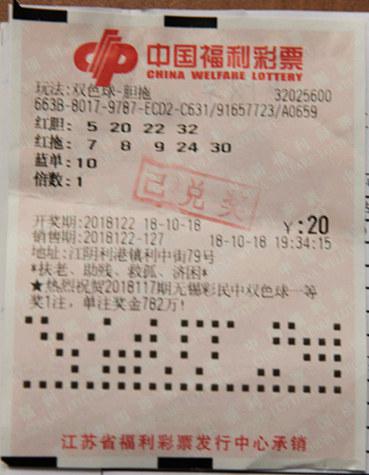 中国福利彩票
CHINA WELFARE LOTTERY
玩法:双色球-胆拖 32025600
663B-8017-9787-ECD2-C631/91657723/A0659
红胆: 5 20 22 32
红拖: 7 8 9 24 30
蓝单:10
倍数:1
已兑奖
开奖期:2018122 18-10-18 ¥:20
销售期:2018122-127 18-10-18 19:34:15
地址:江阴利港镇利中街79号
*扶老、助残、救孤、济困*
★热烈祝贺2018117期无锡彩民中双色球一等
奖1注,单注奖金782万!
江苏省福利彩票发行中心承销